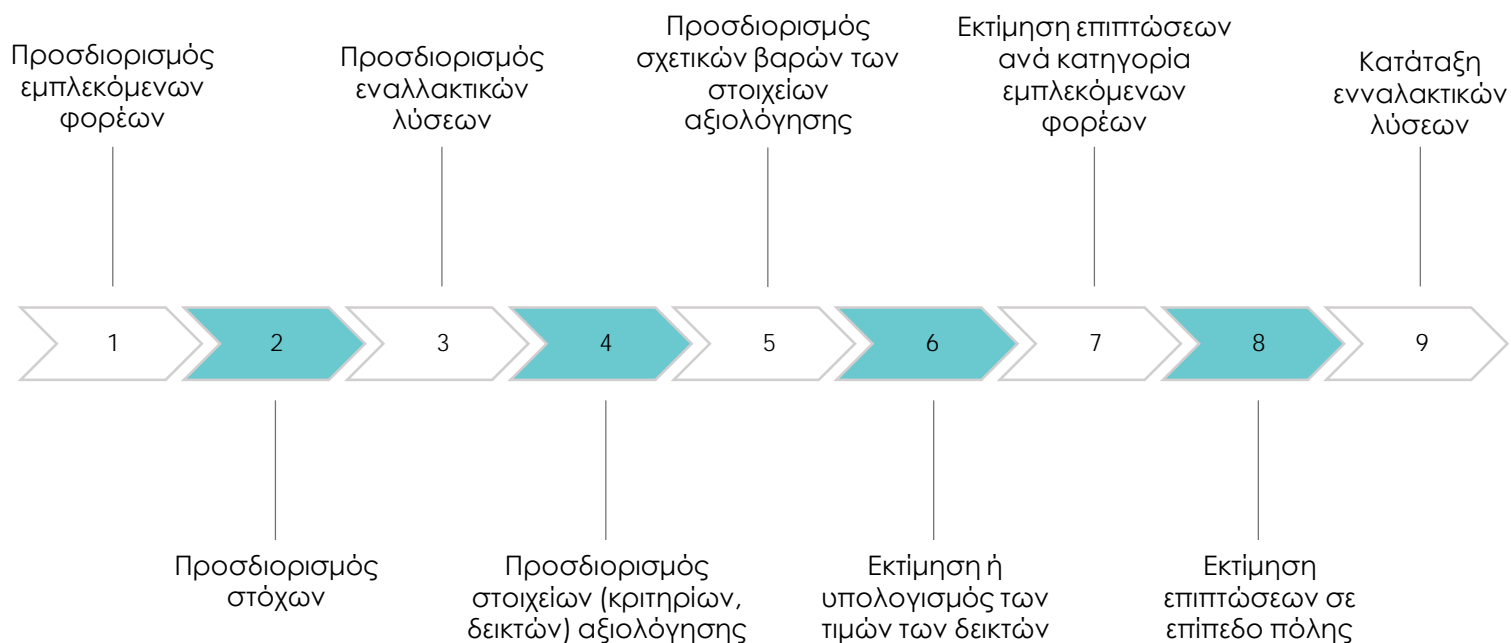 Προσδιορισμός
εμπλεκόμενων
φορέων
Προσδιορισμός
εναλλακτικών
λύσεων
Προσδιορισμός
σχετικών βαρών των
στοιχείων
αξιολόγησης
Εκτίμηση επιπτώσεων
ανά κατηγορία
εμπλεκόμενων
φορέων
Κατάταξη
ενναλακτικών
λύσεων
1
2
3
4
5
6
7
8
9
Προσδιορισμός
στόχων
Προσδιορισμός
στοιχείων (κριτηρίων,
δεικτών) αξιολόγησης
Εκτίμηση ή
υπολογισμός των
τιμών των δεικτών
Εκτίμηση
επιπτώσεων σε
επίπεδο πόλης